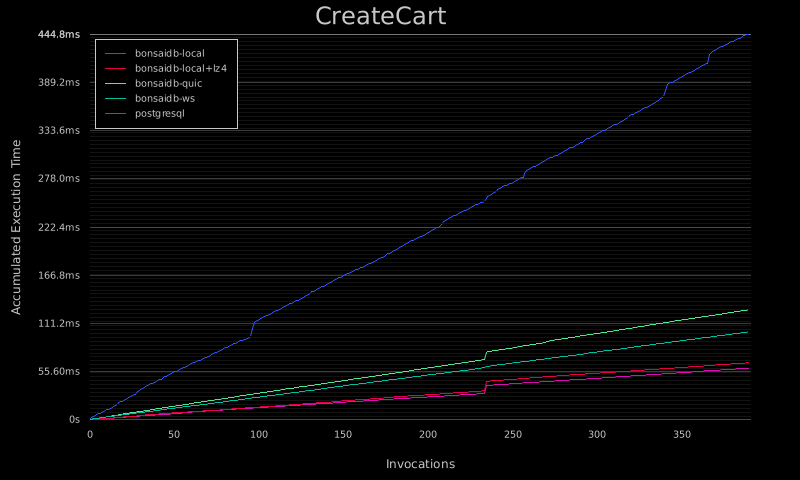 CreateCart
444.8ms
389.2ms
333.6ms
278.0ms
222.4ms
166.8ms
111.2ms
55.60ms
0s
bonsaidb-local
bonsaidb-local+lz4
bonsaidb-quic
bonsaidb-ws
postgresql
Accumulated Execution Time
0 50 100 150 200 250 300 350
Invocations